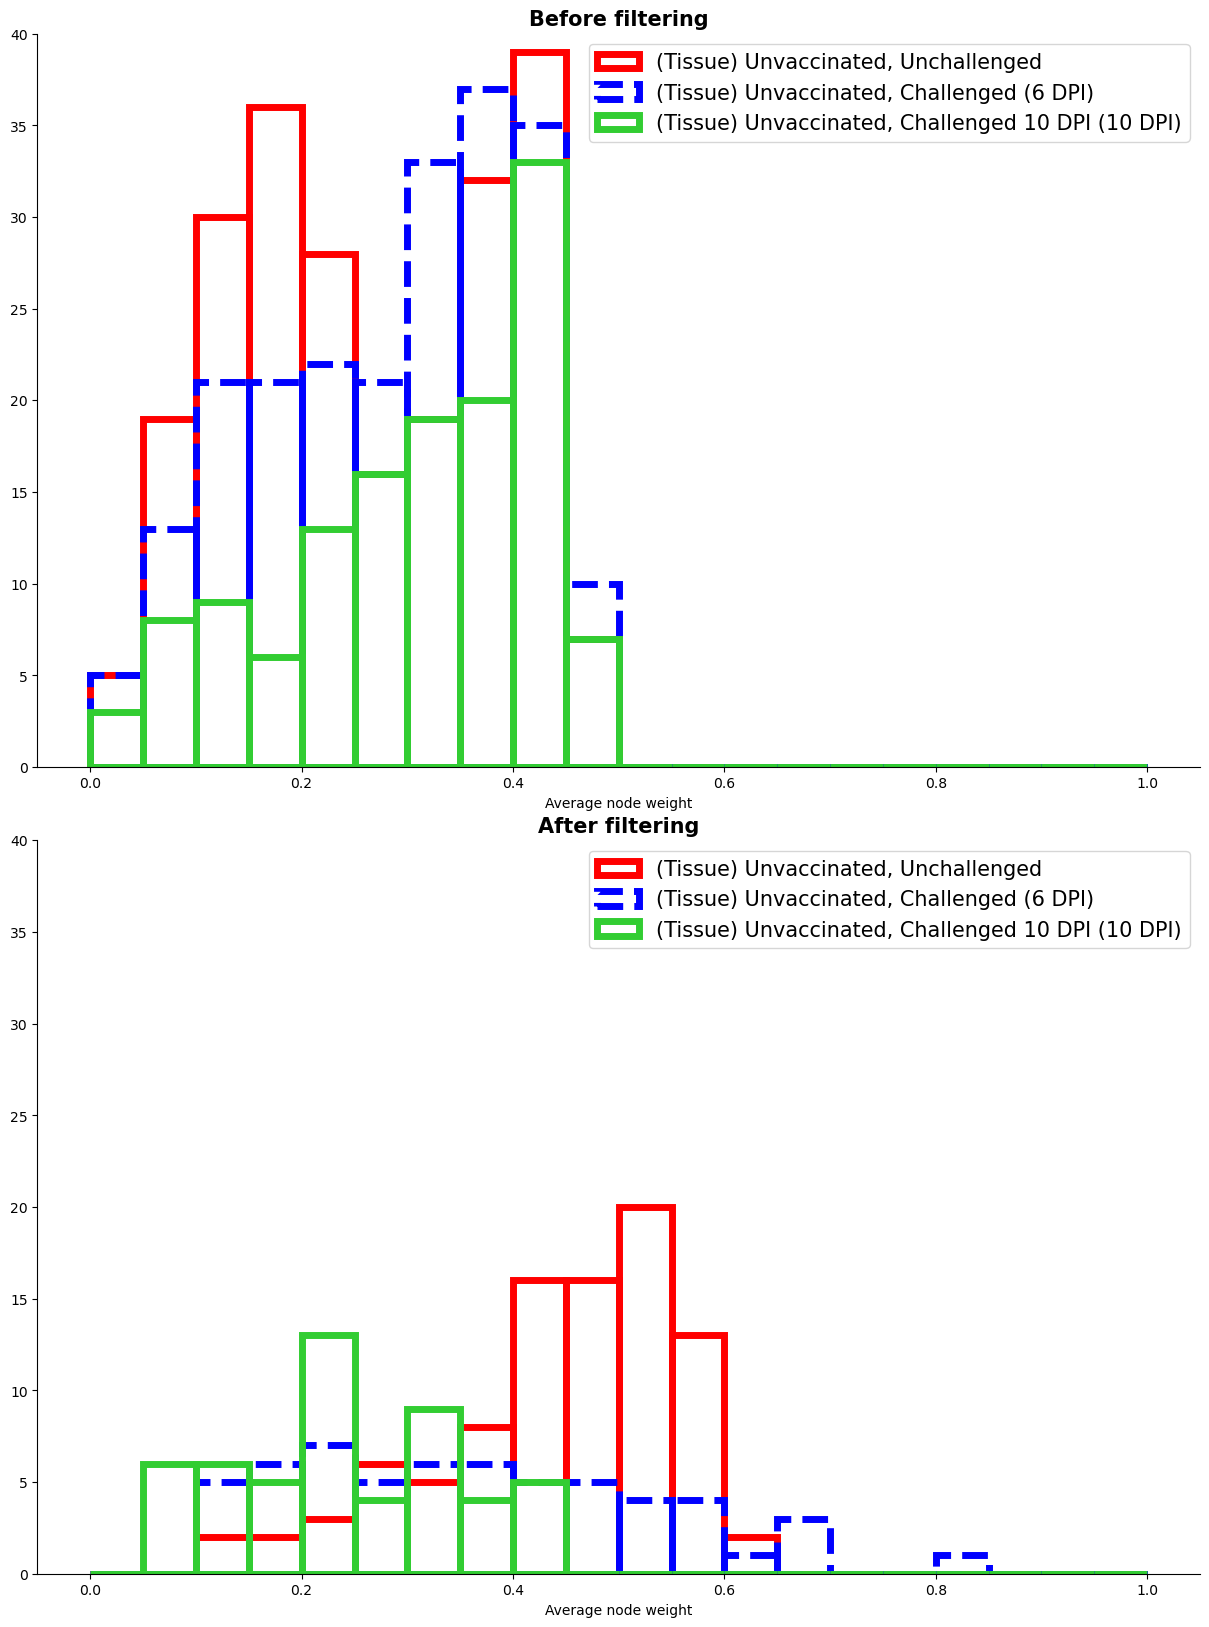 Before filtering
40
35
30
25
20
15
10
5
0
(Tissue) Unvaccinated, Unchallenged
(Tissue) Unvaccinated, Challenged (6 DPI)
(Tissue) Unvaccinated, Challenged 10 DPI (10 DPI)
0.0 0.2 0.4 0.6 0.8 1.0
Average node weight
After filtering
40
35
30
25
20
15
10
5
0
(Tissue) Unvaccinated, Unchallenged
(Tissue) Unvaccinated, Challenged (6 DPI)
(Tissue) Unvaccinated, Challenged 10 DPI (10 DPI)
0.0 0.2 0.4 0.6 0.8 1.0
Average node weight